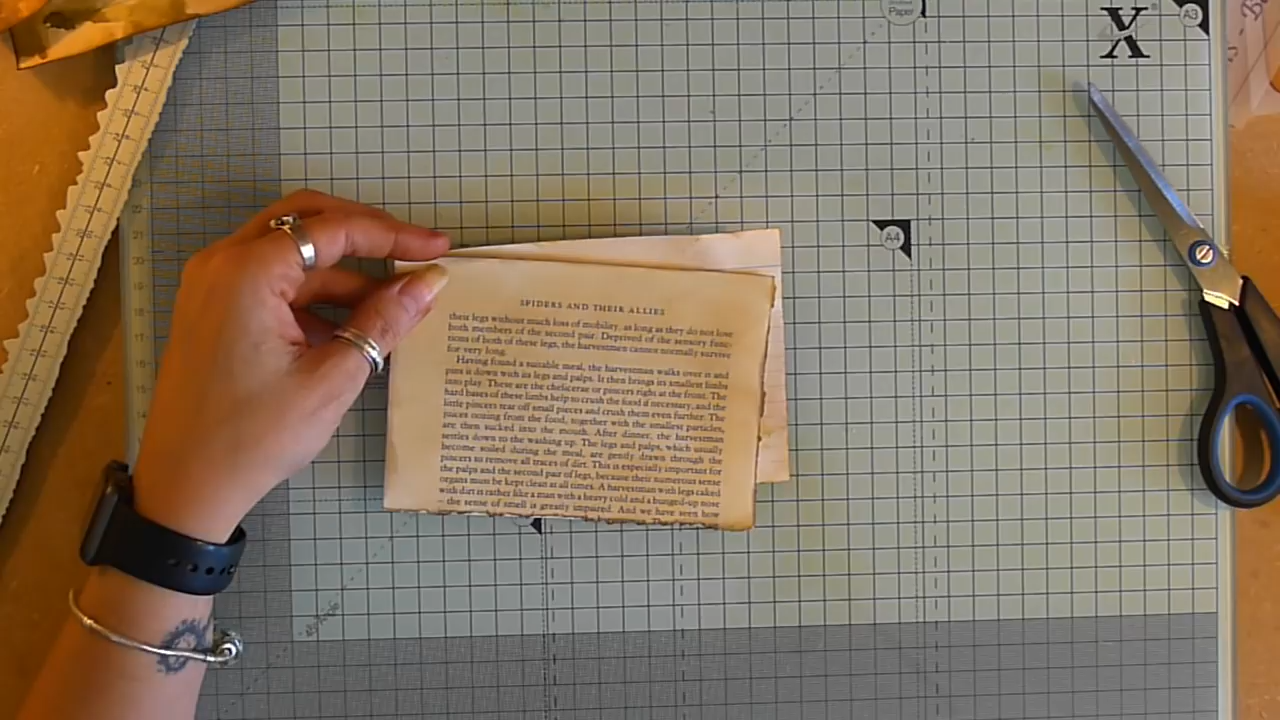 Paper
X
A3
A4
SPIDERS AND THEIR ALLIES
their legs without much loss of mobility, as long as they do not lose
both members of the second pair. Deprived of the sensory func-
tions of both of these legs, the harvestmen cannot normally survive
for very long.
Having found a suitable meal, the harvestman walks over it and
puts it down with its legs and palps. It then brings its smallest limbs
into play. These are the chelicerae or pincers right at the front. The
hard bases of these limbs help to crush the food if necessary, and the
little pincers tear off small pieces and crush them even further. The
juices oozing from the food, together with the smallest particles,
are then sucked into the mouth. After dinner, the harvestman
settles down to the washing up. The legs and palps, which usually
become soiled during the meal, are gently drawn through the
pincers to remove all traces of dirt. This is especially important for
the palps and the second pair of legs, because their numerous sense
organs must be kept clean at all times. A harvestman with legs caked
with dirt is rather like a man with a heavy cold and a bunged-up nose
– the sense of smell is greatly impaired. And we have seen how